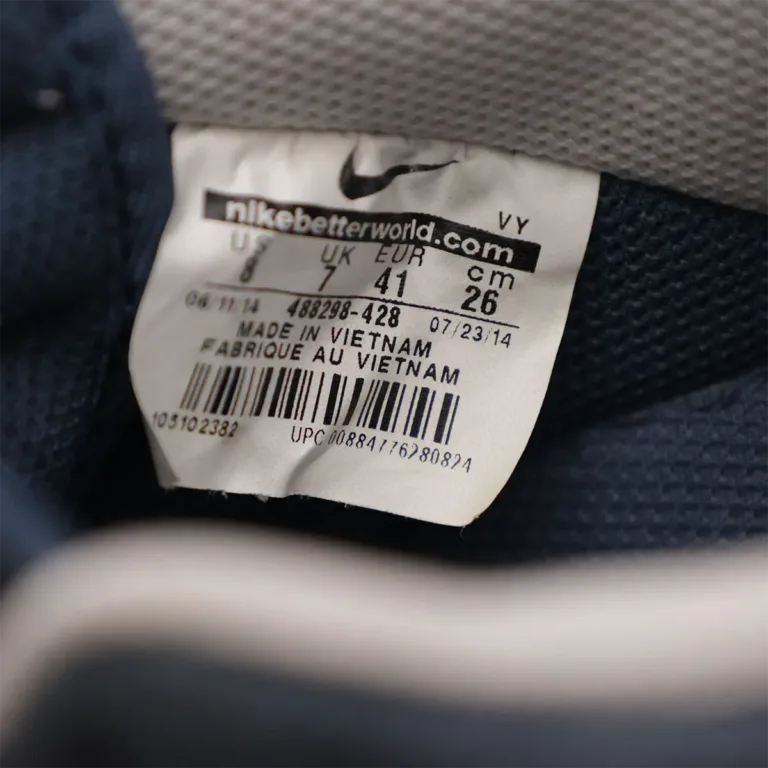 VY
nikebetterworld.com
US UK EUR cm
8 7 41 26
06/11/14 488298-428 07/23/14
MADE IN VIETNAM
FABRIQUE AU VIETNAM
105102382
UPC 00884776280824